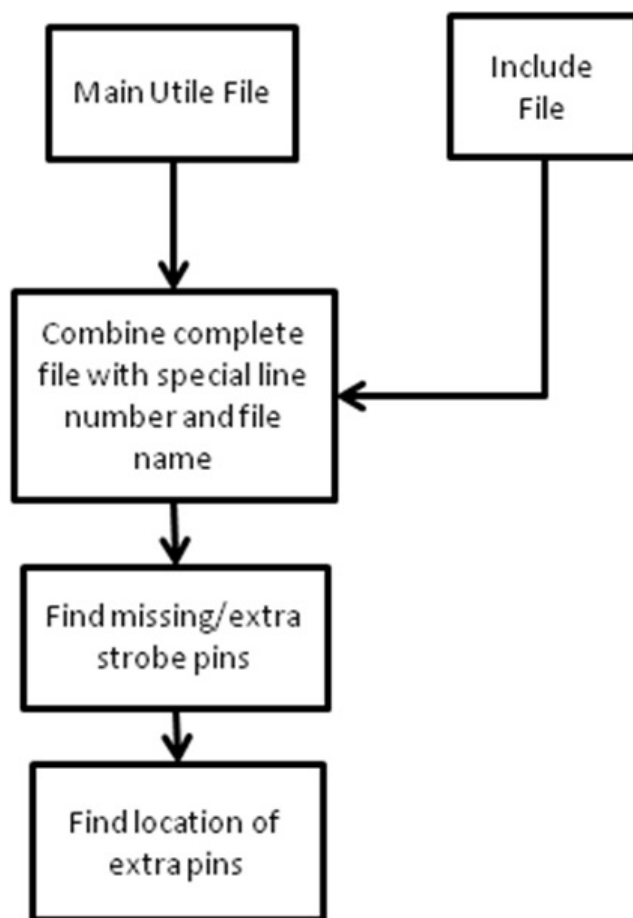 Main Utile File
Include
File
Combine complete
file with special line
number and file
name
Find missing/extra
strobe pins
Find location of
extra pins